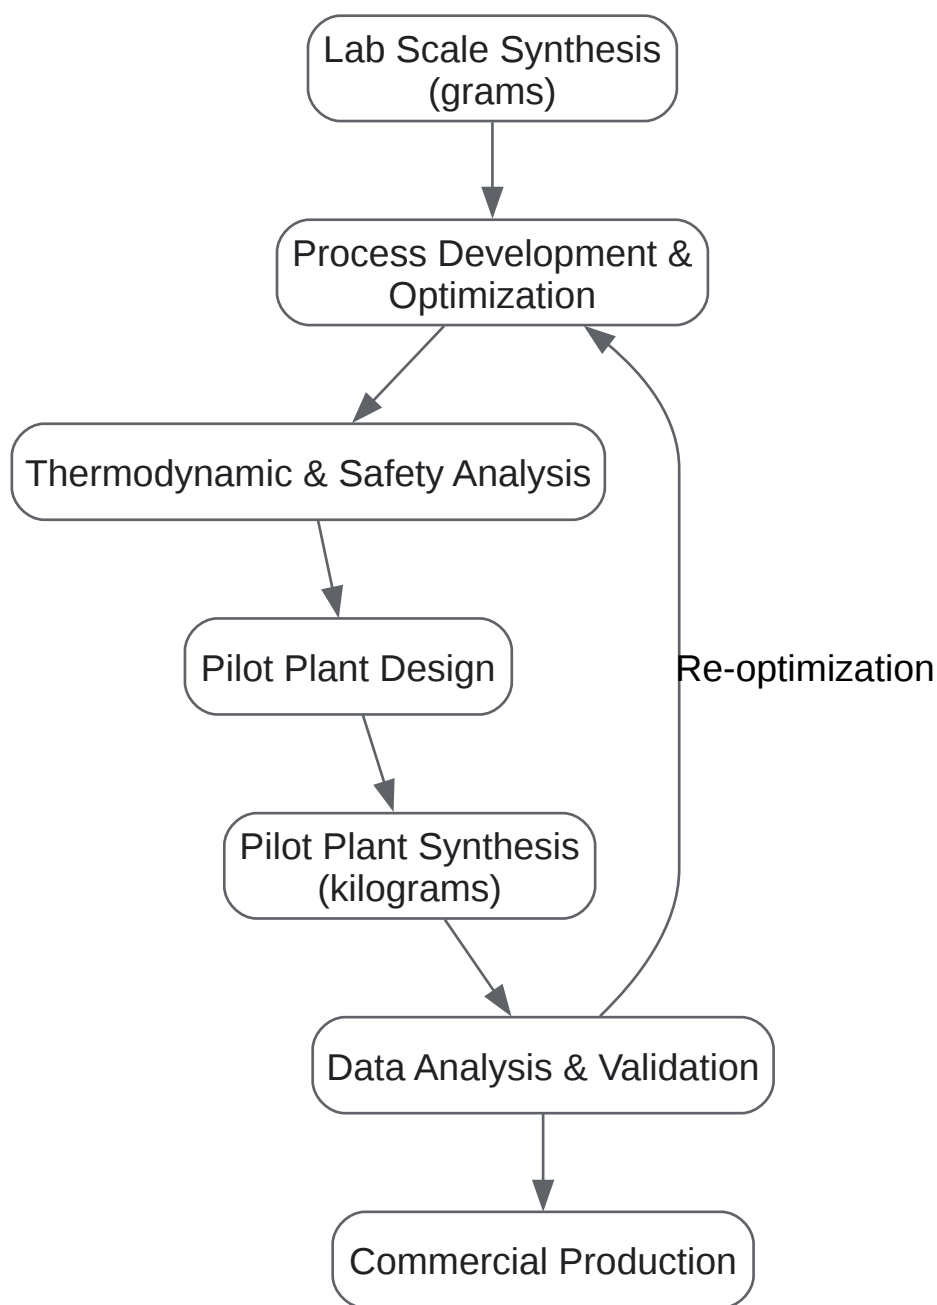 Lab Scale Synthesis
(grams)
Process Development &
Optimization
Thermodynamic & Safety Analysis
Pilot Plant Design
Re-optimization
Pilot Plant Synthesis
(kilograms)
Data Analysis & Validation
Commercial Production